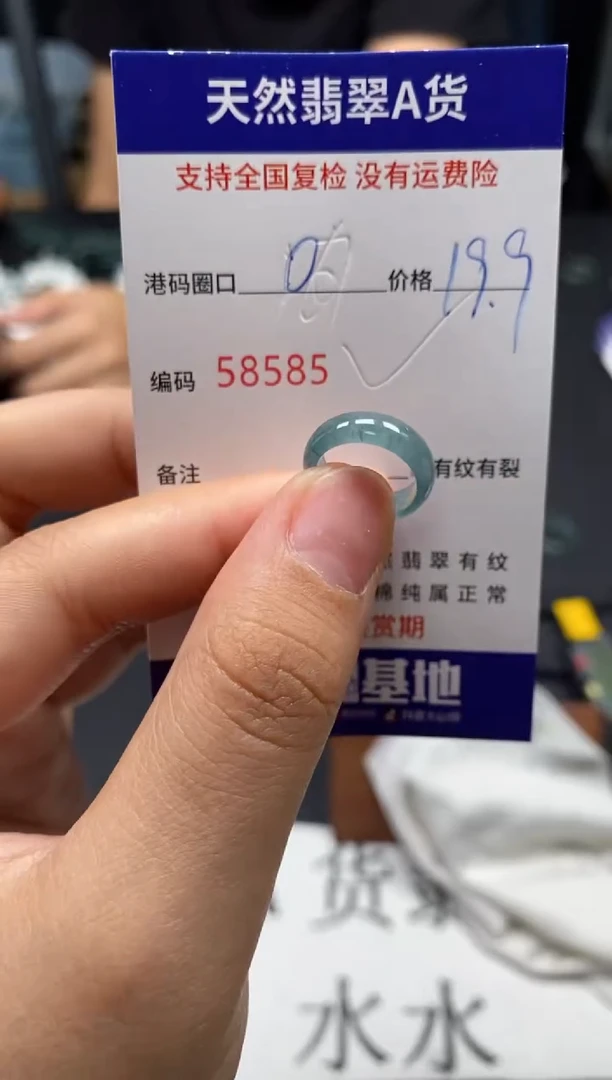 天然翡翠A货
支持全国复检 没有运费险
港码圈口 价格 19.9
编码 58585
备注 有纹有裂
翡翠有纹
棉纯属正常
赏期
基地
货
水水